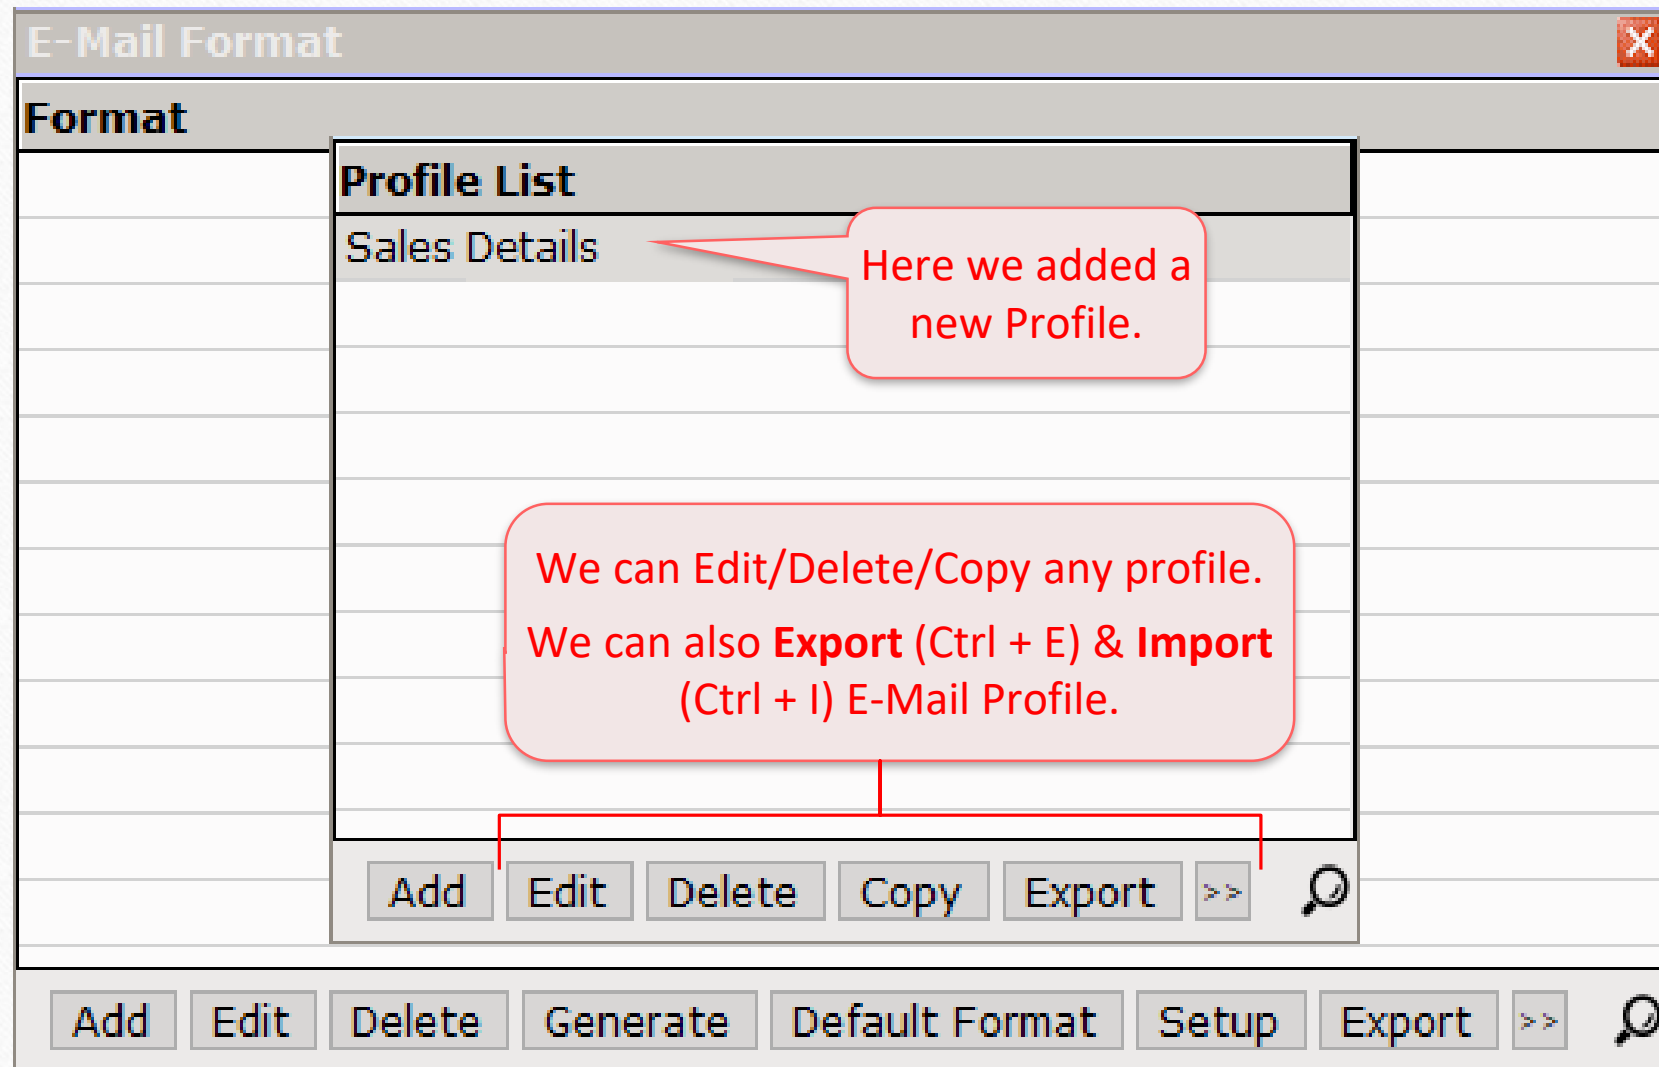 E-Mail Format
Format
Profile List
Sales Details
Here we added a
new Profile.
We can Edit/Delete/Copy any profile.
We can also Export (Ctrl + E) & Import
(Ctrl + I) E-Mail Profile.
Add Edit Delete Copy Export >>
Add Edit Delete Generate Default Format Setup Export >>